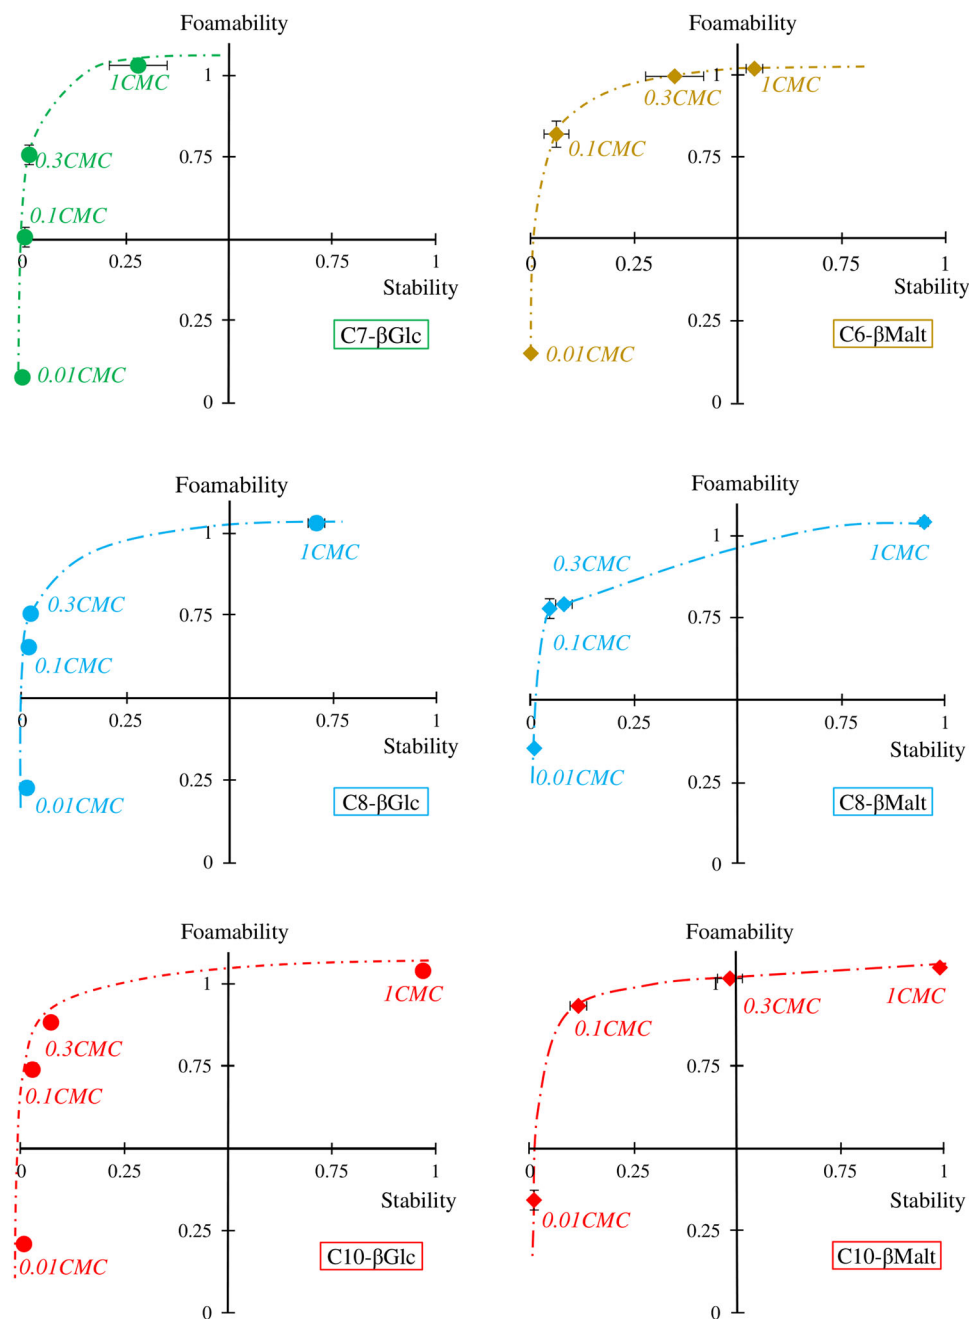 Foamability
1
1CMC
0.75
0.3CMC
0.1CMC
0
0.25
0.75
1
Stability
0.25
C7-βGlc
0.01CMC
0
Foamability
1
0.3CMC
1CMC
0.75
0.1CMC
0
0.25
0.75
1
Stability
0.25
C6-βMalt
0.01CMC
0
Foamability
1
1CMC
0.75
0.3CMC
0.1CMC
0
0.25
0.75
1
Stability
0.25
C8-βGlc
0.01CMC
0
Foamability
1
1CMC
0.3CMC
0.75
0.1CMC
0
0.25
0.75
1
Stability
0.01CMC
0.25
C8-βMalt
0
Foamability
1
1CMC
0.3CMC
0.75
0.1CMC
0
0.25
0.75
1
Stability
0.25
C10-βGlc
0.01CMC
0
Foamability
1
0.3CMC
1CMC
0.1CMC
0.75
0
0.25
0.75
1
Stability
0.01CMC
0.25
C10-βMalt
0